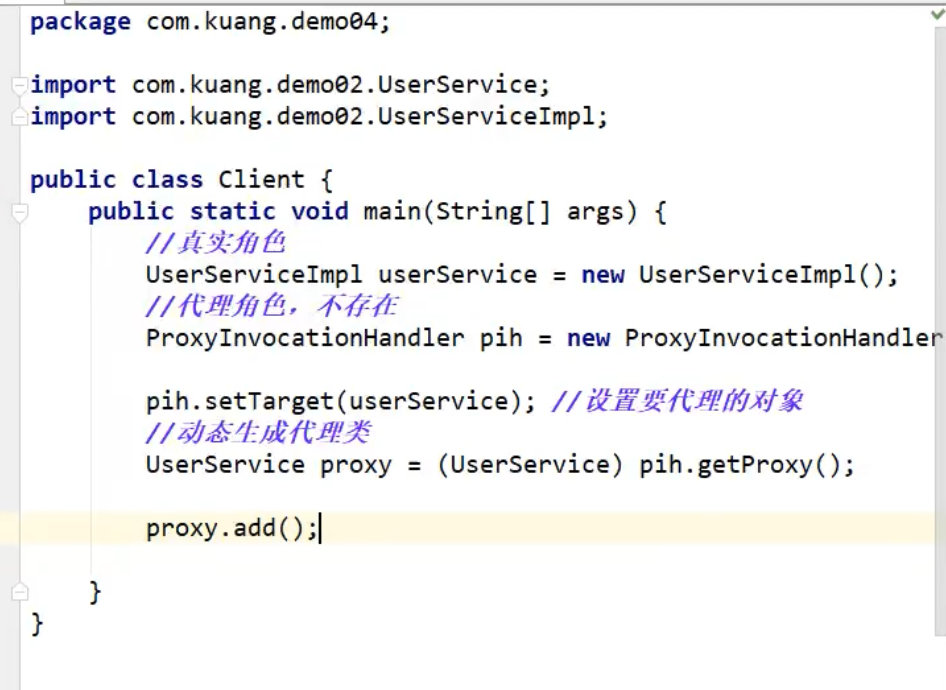 package com.kuang.demo04;
import com.kuang.demo02.UserService;
import com.kuang.demo02.UserServiceImpl;
public class Client {
public static void main(String[] args) {
//真实角色
UserServiceImpl userService = new UserServiceImpl();
//代理角色，不存在
ProxyInvocationHandler pih = new ProxyInvocationHandler
pih.setTarget(userService); //设置要代理的对象
//动态生成代理类
UserService proxy = (UserService) pih.getProxy();
proxy.add();
}
}